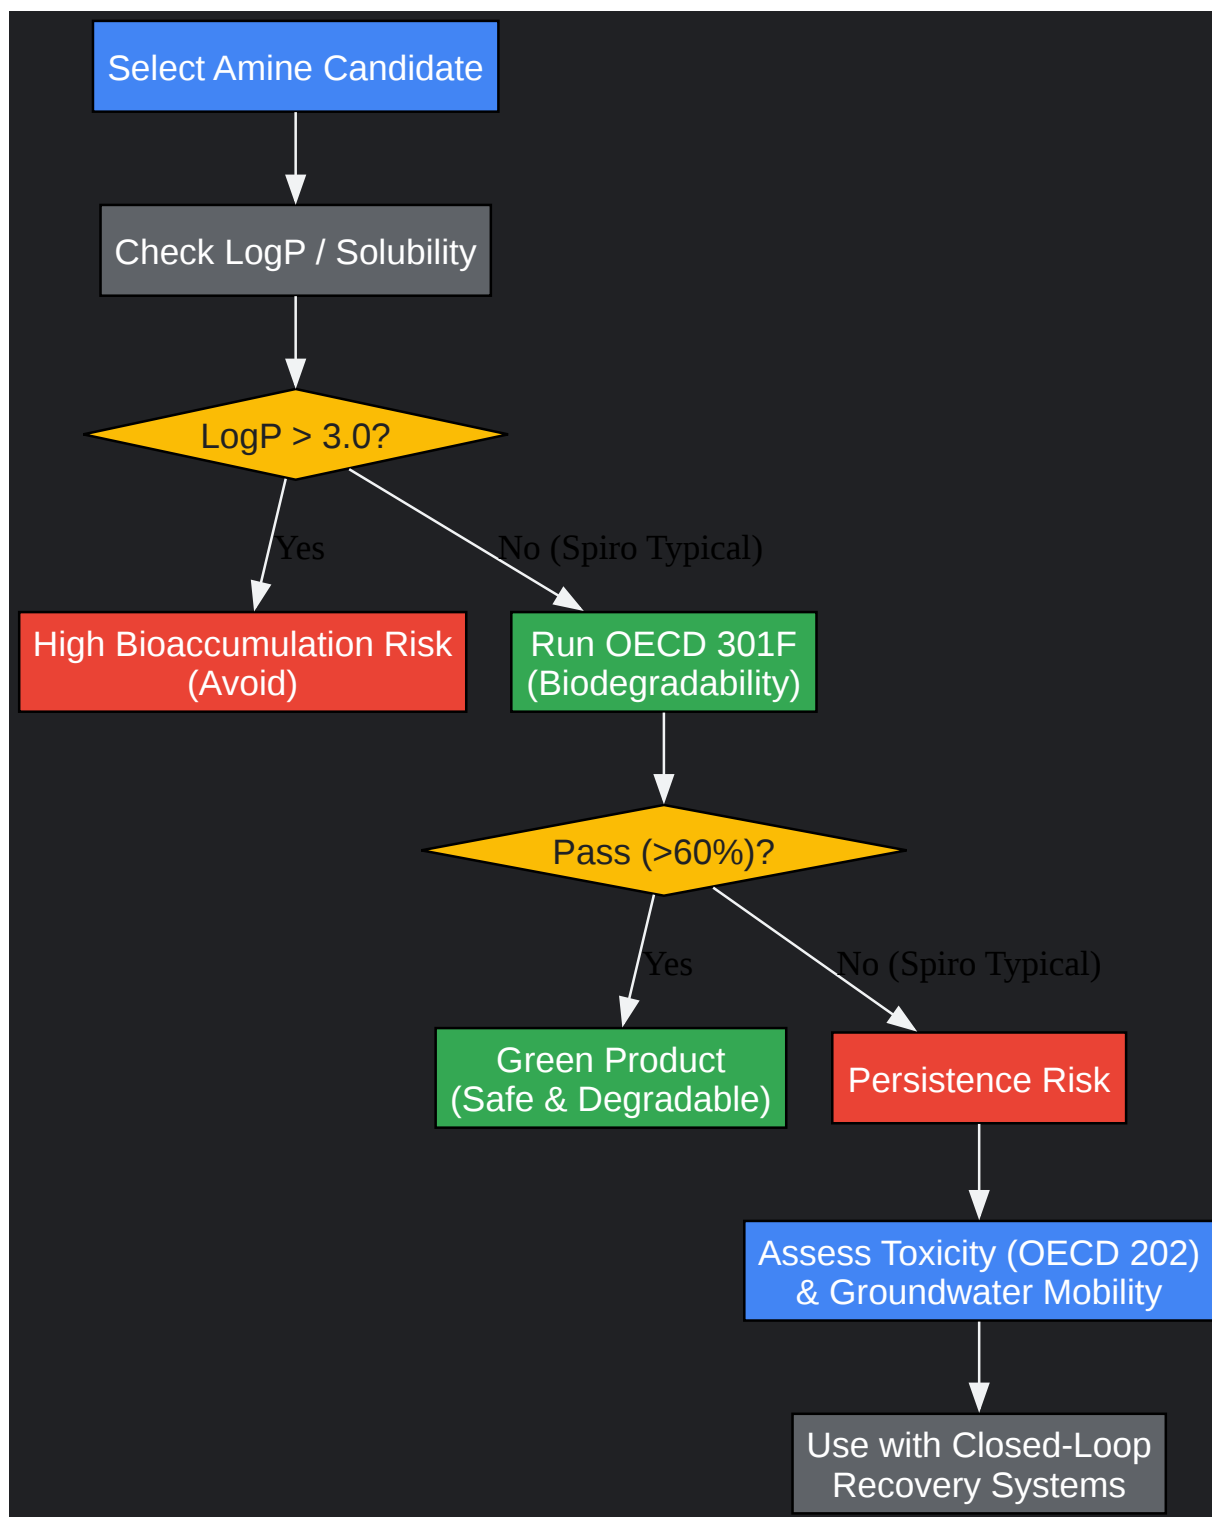 Select Amine Candidate
Check LogP / Solubility
LogP > 3.0?
Yes
No (Spiro Typical)
High Bioaccumulation Risk
(Avoid)
Run OECD 301F
(Biodegradability)
Pass (>60%)?
Yes
No (Spiro Typical)
Green Product
(Safe & Degradable)
Persistence Risk
Assess Toxicity (OECD 202)
& Groundwater Mobility
Use with Closed-Loop
Recovery Systems